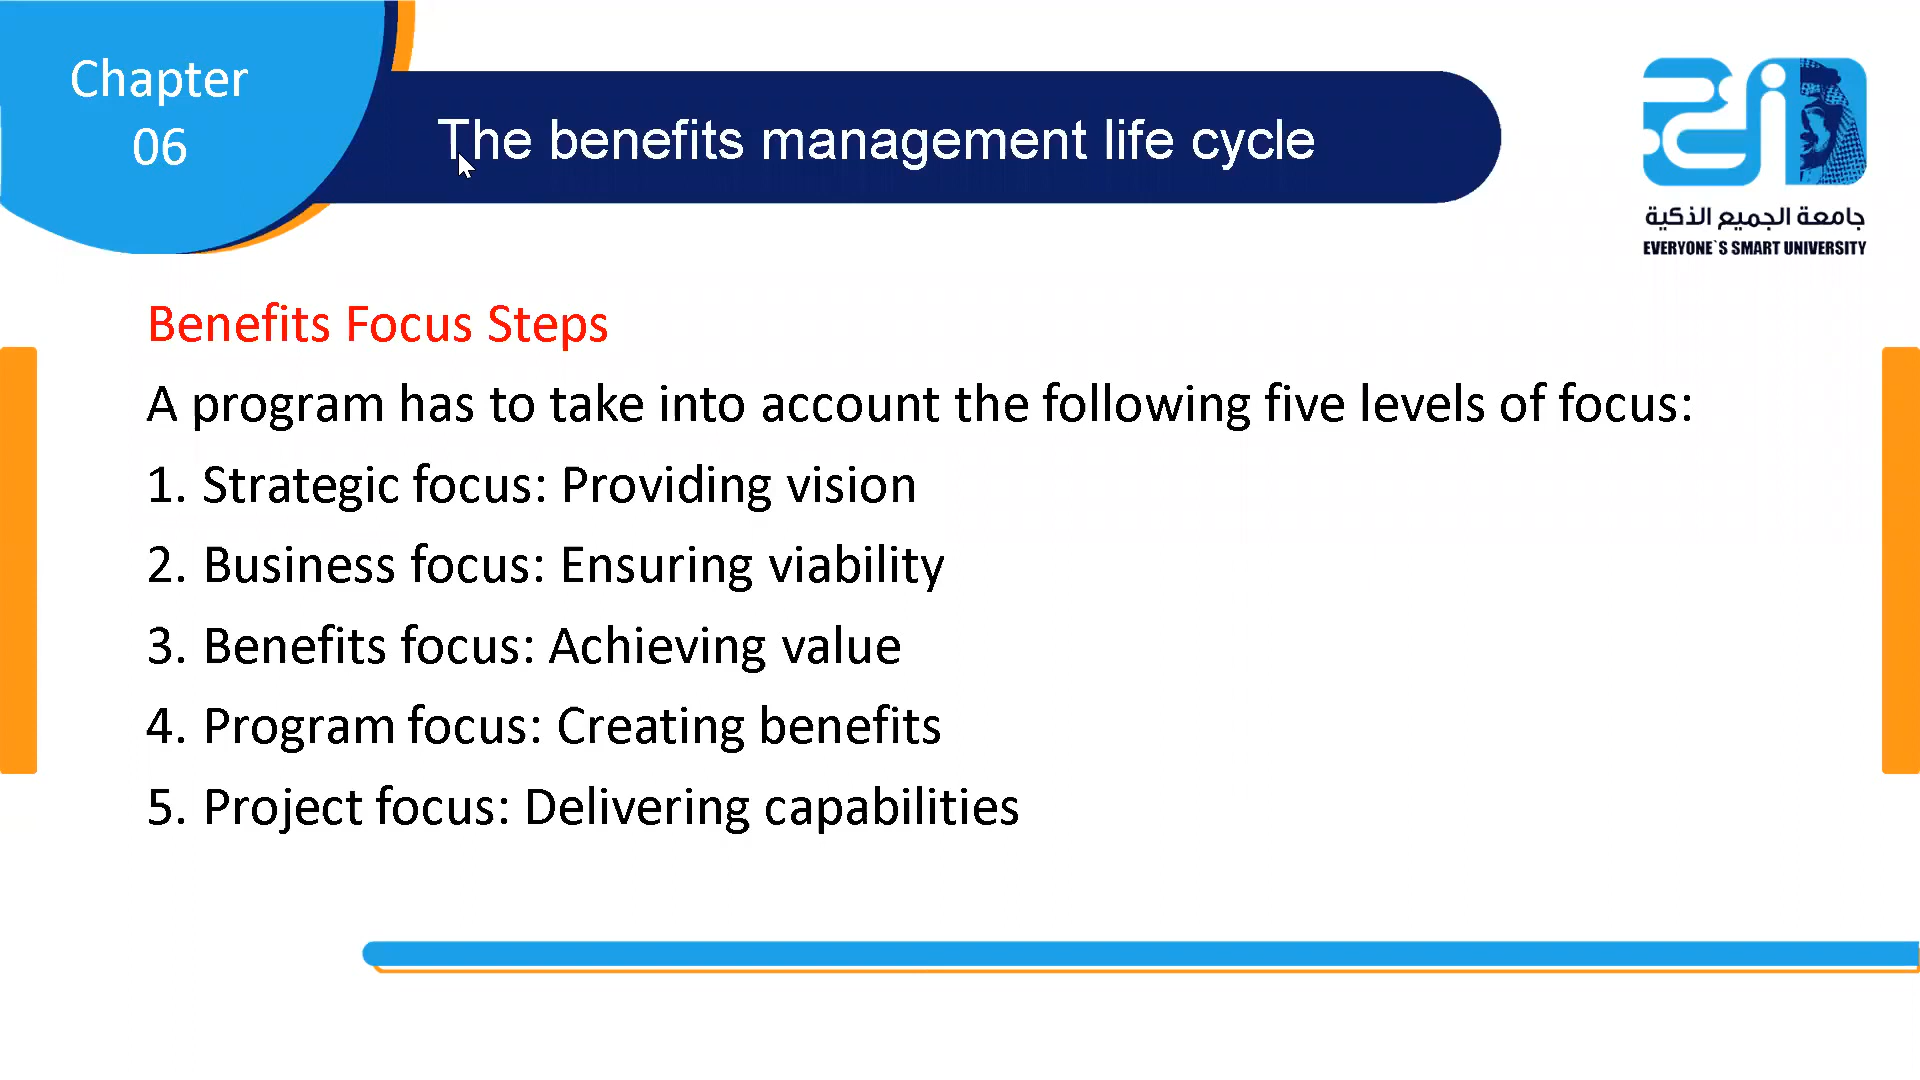 Chapter
06
The benefits management life cycle
جامعة الجميع الذكية
EVERYONE`S SMART UNIVERSITY
Benefits Focus Steps
A program has to take into account the following five levels of focus:
1. Strategic focus: Providing vision
2. Business focus: Ensuring viability
3. Benefits focus: Achieving value
4. Program focus: Creating benefits
5. Project focus: Delivering capabilities